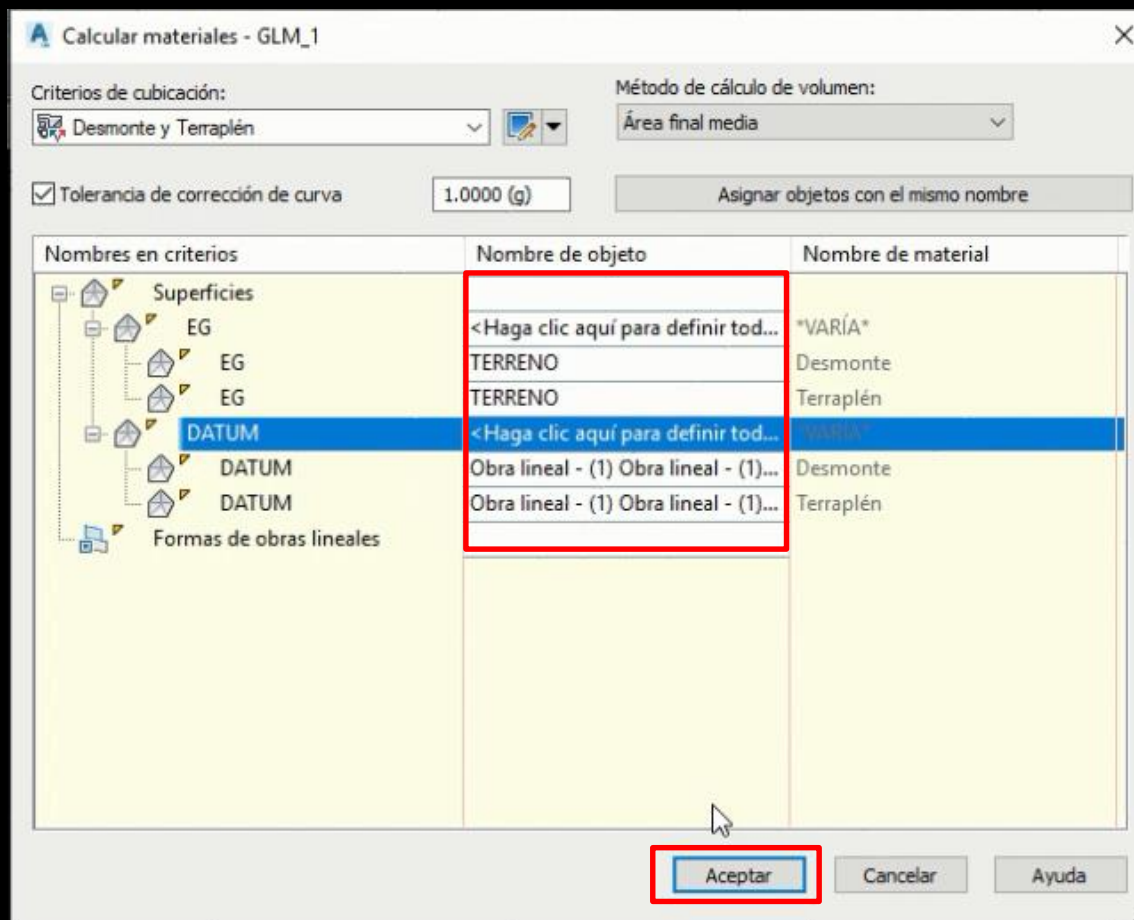 Calcular materiales - GLM_1
Criterios de cubicación:
Método de cálculo de volumen:
Desmonte y Terraplén
Área final media
Tolerancia de corrección de curva
1.0000 (g)
Asignar objetos con el mismo nombre
Nombres en criterios Nombre de objeto Nombre de material
Superficies
EG <Haga clic aquí para definir tod... *VARÍA*
EG TERRENO Desmonte
EG TERRENO Terraplén
DATUM <Haga clic aquí para definir tod... *VARÍA*
DATUM Obra lineal - (1) Obra lineal - (1)... Desmonte
DATUM Obra lineal - (1) Obra lineal - (1)... Terraplén
Formas de obras lineales
Aceptar Cancelar Ayuda